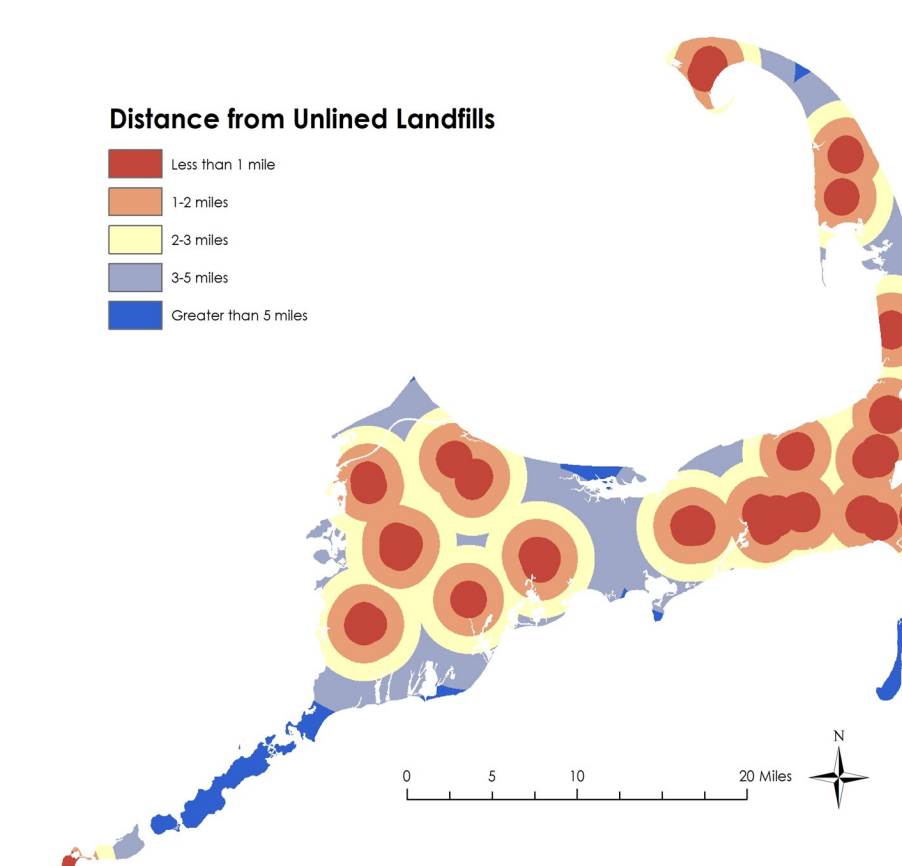 Distance from Unlined Landfills
Less than 1 mile
1-2 miles
2-3 miles
3-5 miles
Greater than 5 miles
N
0 5 10 20 Miles